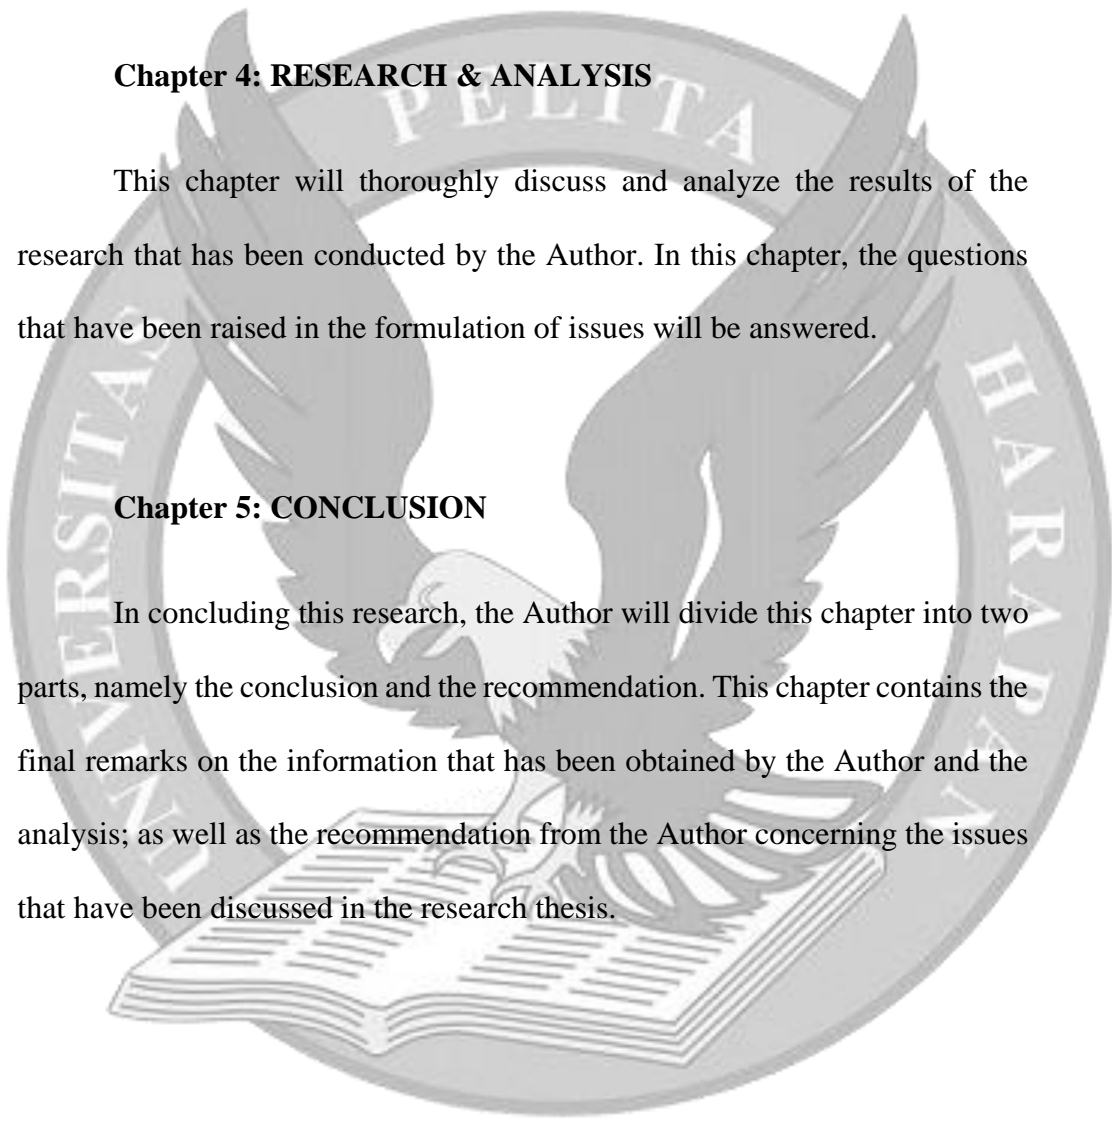 Chapter 4: RESEARCH & ANALYSIS
This chapter will thoroughly discuss and analyze the results of the
research that has been conducted by the Author. In this chapter, the questions
that have been raised in the formulation of issues will be answered.
Chapter 5: CONCLUSION
In concluding this research, the Author will divide this chapter into two
parts, namely the conclusion and the recommendation. This chapter contains the
final remarks on the information that has been obtained by the Author and the
analysis; as well as the recommendation from the Author concerning the issues
that have been discussed in the research thesis.
UNIVERSITAS PELITA HARAPAN